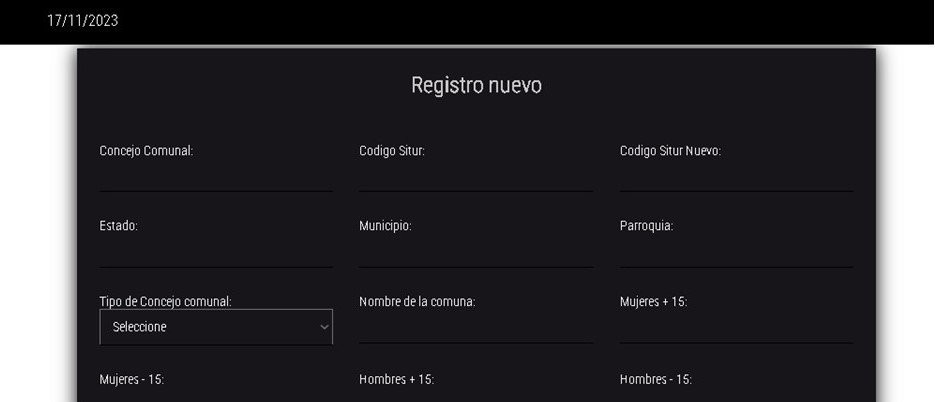 17/11/2023
Registro nuevo
Concejo Comunal:
Codigo Situr:
Codigo Situr Nuevo:
Estado:
Municipio:
Parroquia:
Tipo de Concejo comunal:
Nombre de la comuna:
Mujeres + 15:
Seleccione
Mujeres - 15:
Hombres + 15:
Hombres - 15: